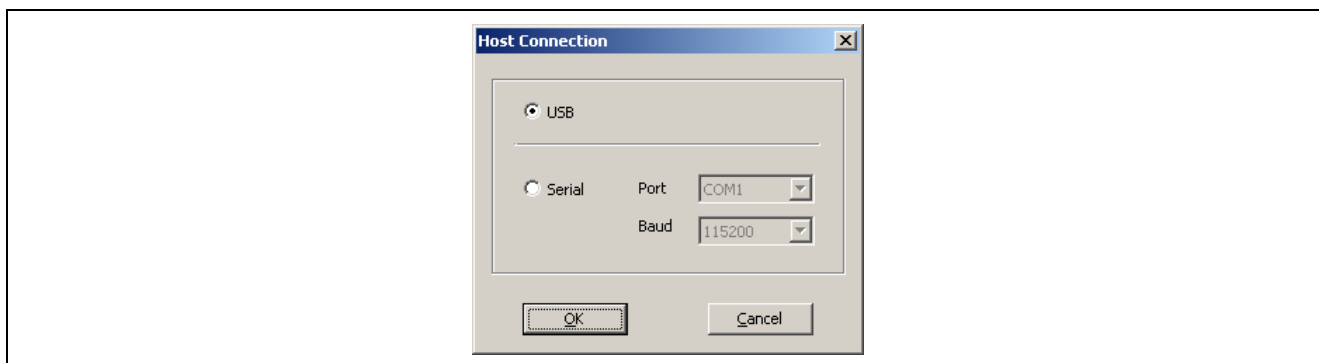 Host Connection
USB
Serial Port COM1
Baud 115200
OK Cancel